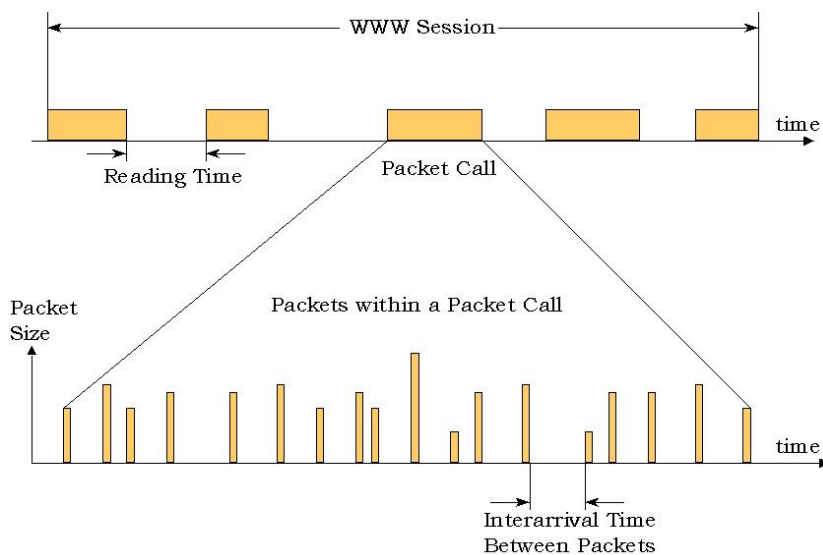 WWW Session
time
Reading Time
Packet Call
Packets within a Packet Call
Packet
Size
time
Interarrival Time
Between Packets